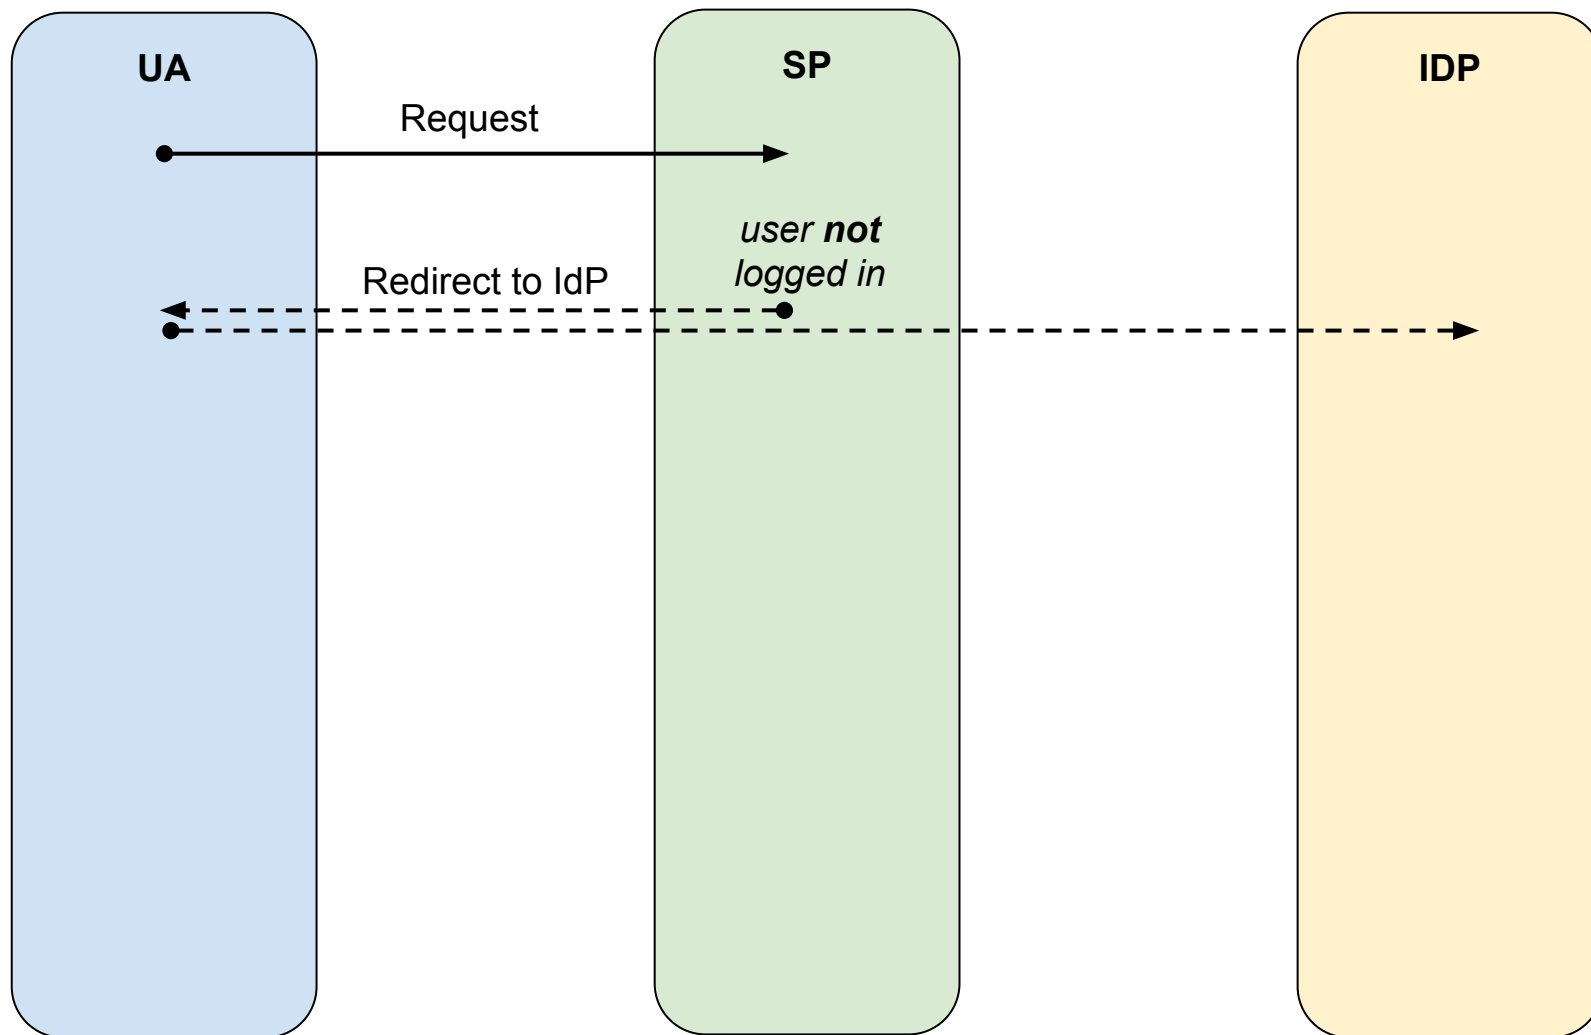 UA
SP
IDP
Request
user not
logged in
Redirect to IdP